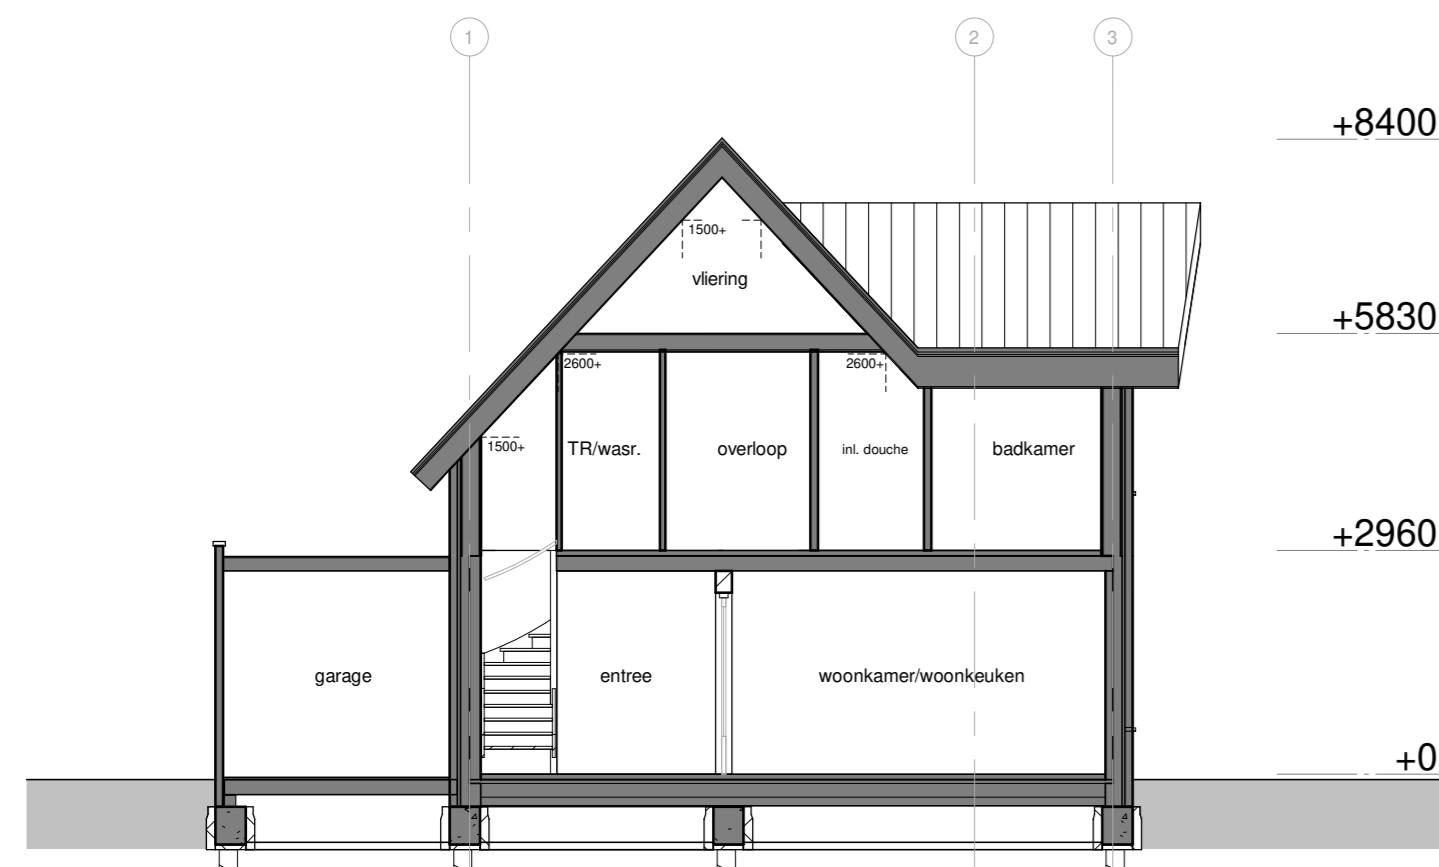 1
2
3
+8400
1500+
vliering
+5830
2600+
2600+
1500+
TR/wasr.
overloop
inl. douche
badkamer
+2960
garage
entree
woonkamer/woonkeuken
+0